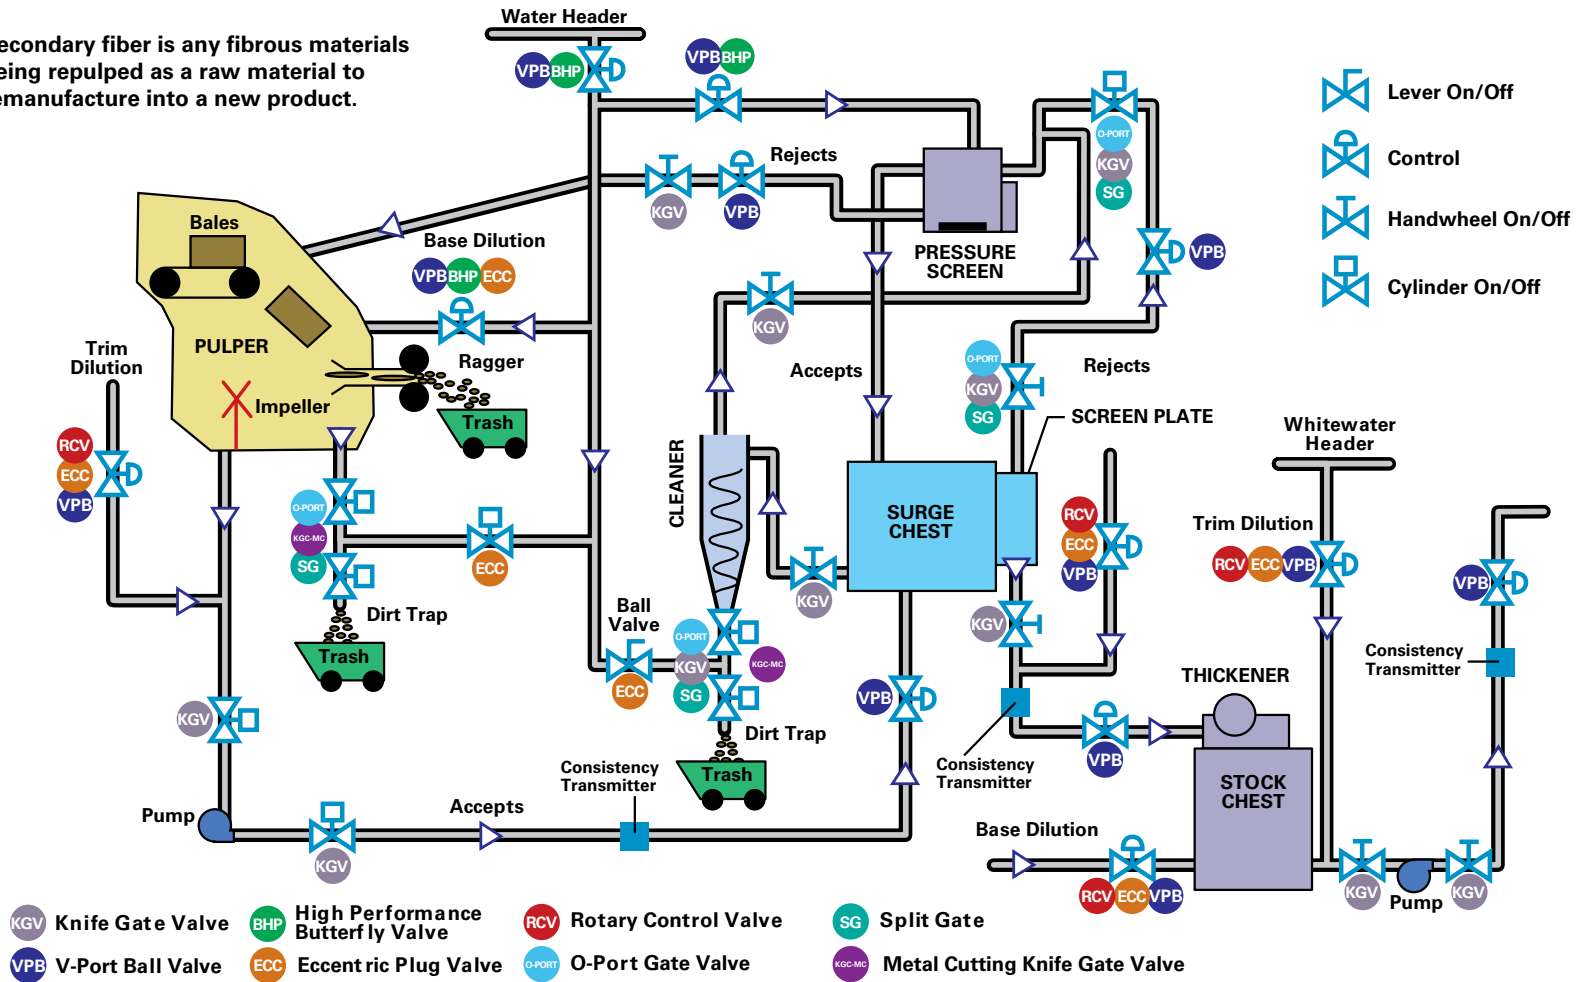 Water Header
econdary fiber is any fibrous materials
eing repulped as a raw material to
emanufacture into a new product.
VPB BHP
VPB BHP
Lever On/Off
Control
Handwheel On/Off
Cylinder On/Off
O-PORT
KGV
SG
Rejects
KGV
VPB
Bales
Base Dilution
VPB BHP ECC
PRESSURE
SCREEN
VPB
KGV
PULPER
Trim
Dilution
Ragger
Impeller
Trash
Accepts
O-PORT
KGV
SG
Rejects
SCREEN PLATE
Whitewater
Header
RCV
ECC
VPB
CLEANER
O-PORT
KGC-MC
SG
ECC
SURGE
CHEST
RCV
ECC
VPB
Trim Dilution
RCV ECC VPB
VPB
KGV
Dirt Trap
Trash
Ball
Valve
ECC
O-PORT
KGV
SG
KGC-MC
KGV
Consistency
Transmitter
THICKENER
KGV
VPB
Dirt Trap
Trash
Consistency
Transmitter
Consistency
Transmitter
VPB
STOCK
CHEST
Pump
Accepts
KGV
Base Dilution
RCV ECC VPB
KGV
Pump
KGV
KGV Knife Gate Valve
BHP High Performance
Butterfly Valve
RCV Rotary Control Valve
SG Split Gate
VPB V-Port Ball Valve
ECC Eccentric Plug Valve
O-PORT O-Port Gate Valve
KGC-MC Metal Cutting Knife Gate Valve